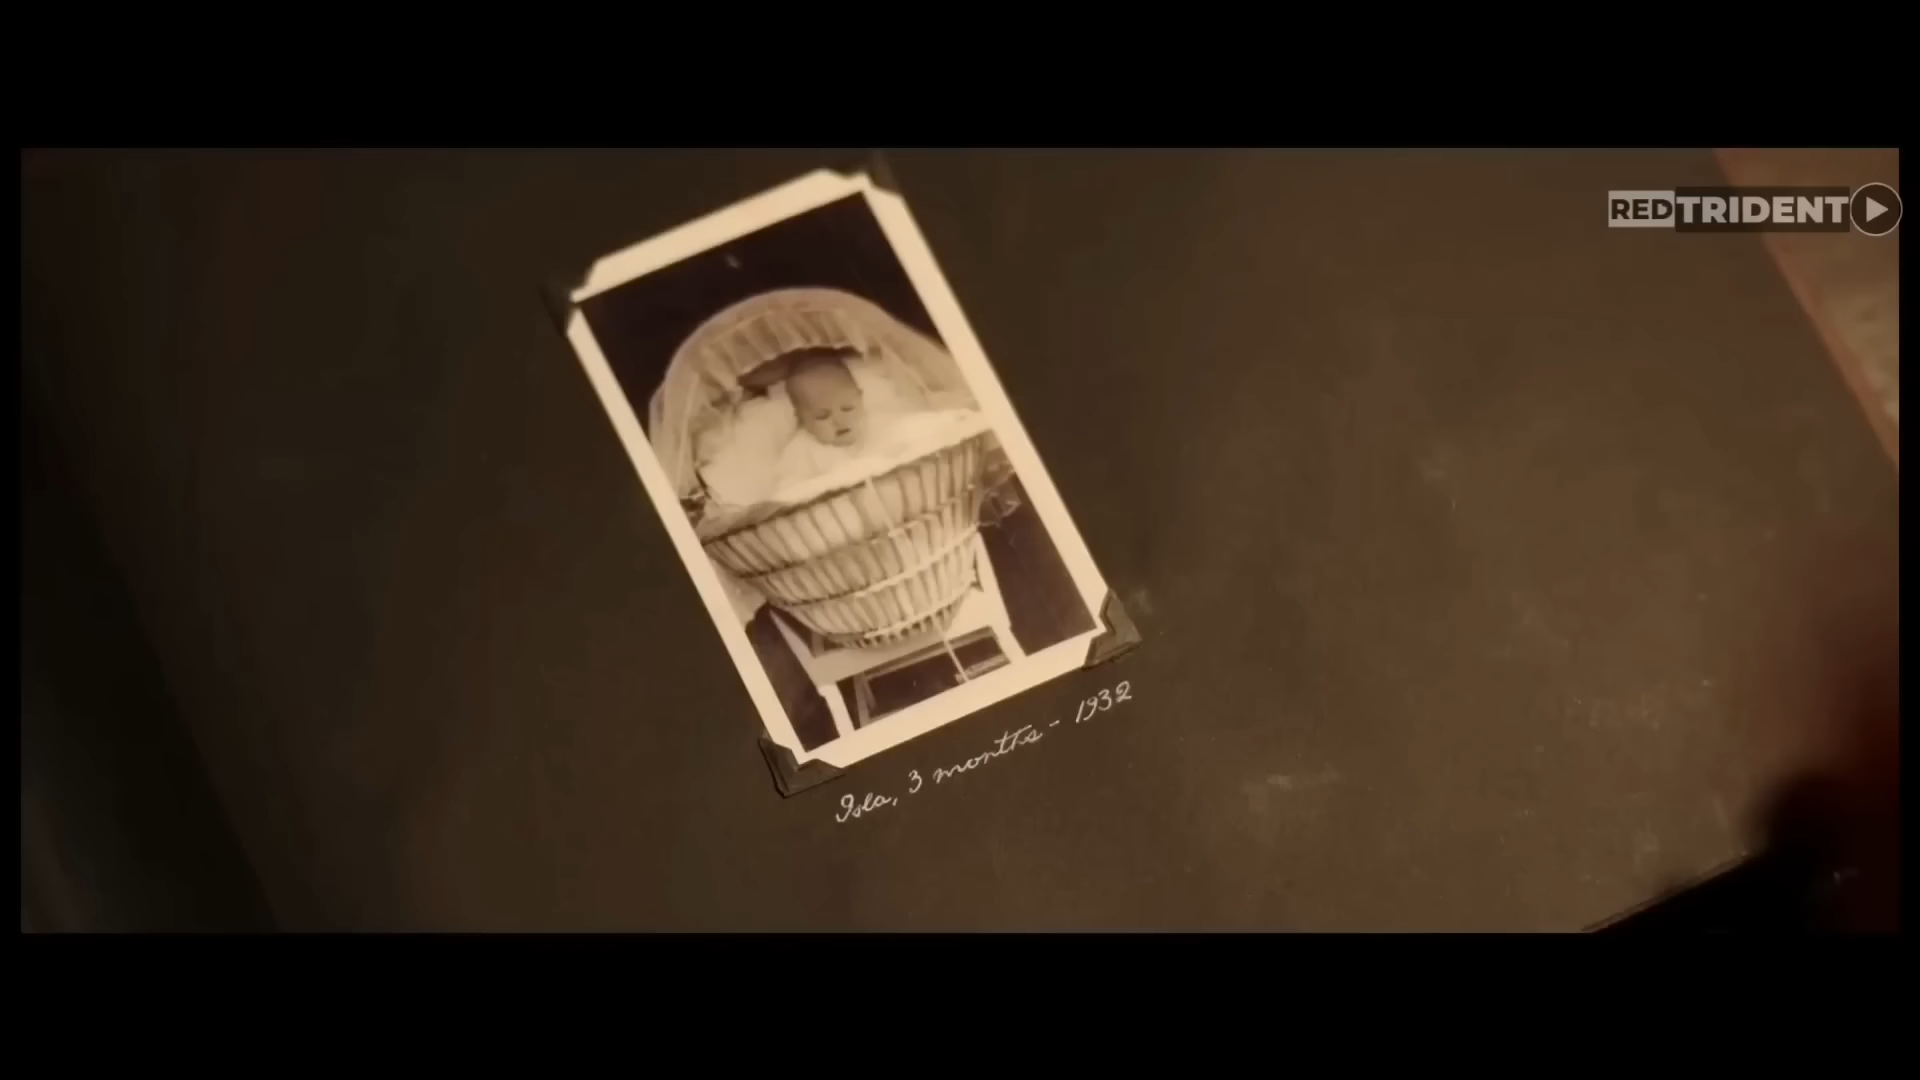 REDTRIDENT
Isla, 3 months - 1932